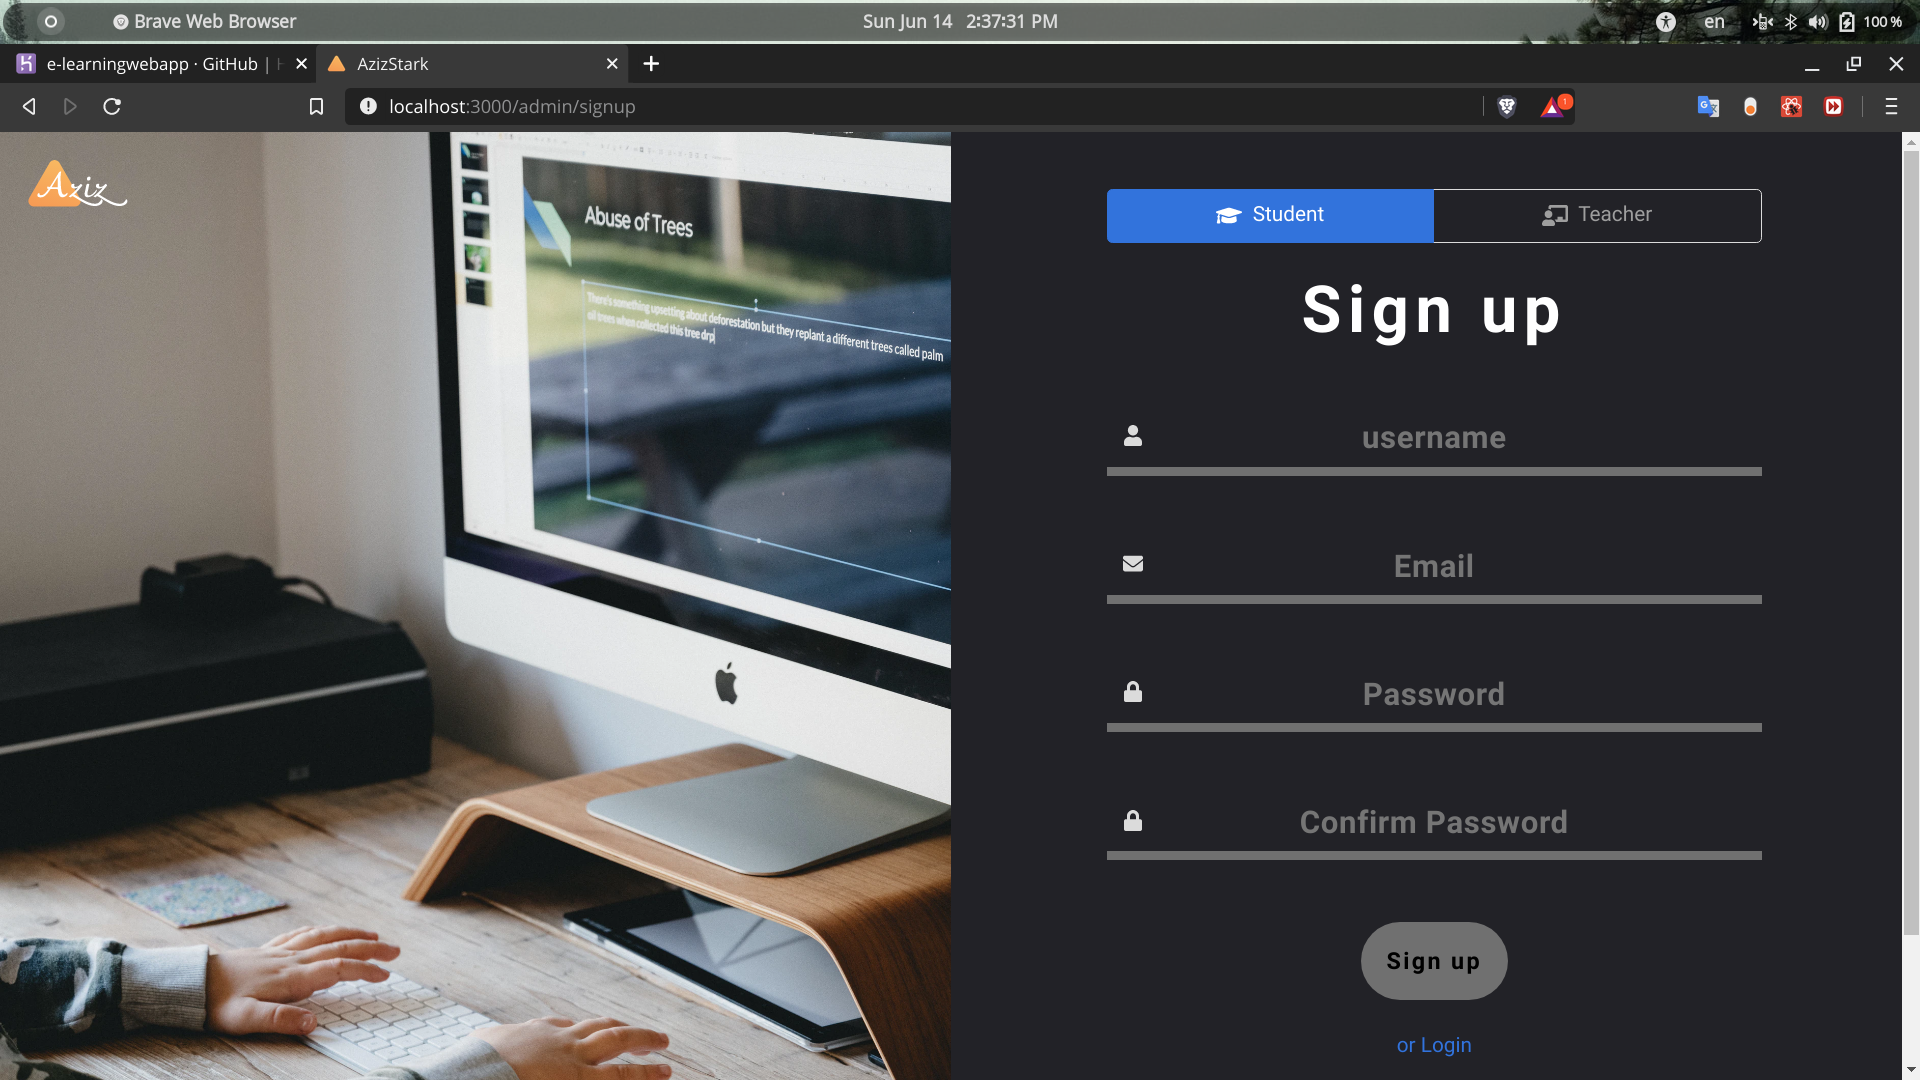 Brave Web Browser
Sun Jun 14 2:37:31 PM
en
100 %
e-learningwebapp · GitHub |
AzizStark
localhost:3000/admin/signup
1
Aziz
Abuse of Trees
There's something upsetting about deforestation but they replant a different trees called palm
oil trees when collected this tree drp
Student
Teacher
Sign up
username
Email
Password
Confirm Password
Sign up
or Login